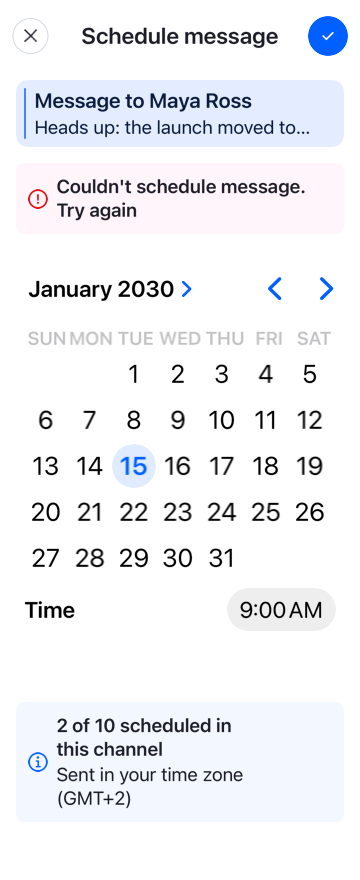 Schedule message
Message to Maya Ross
Heads up: the launch moved to...
Couldn't schedule message.
Try again
January 2030
SUN MON TUE WED THU FRI SAT
1 2 3 4 5
6 7 8 9 10 11 12
13 14 15 16 17 18 19
20 21 22 23 24 25 26
27 28 29 30 31
Time 9:00 AM
2 of 10 scheduled in
this channel
Sent in your time zone
(GMT+2)